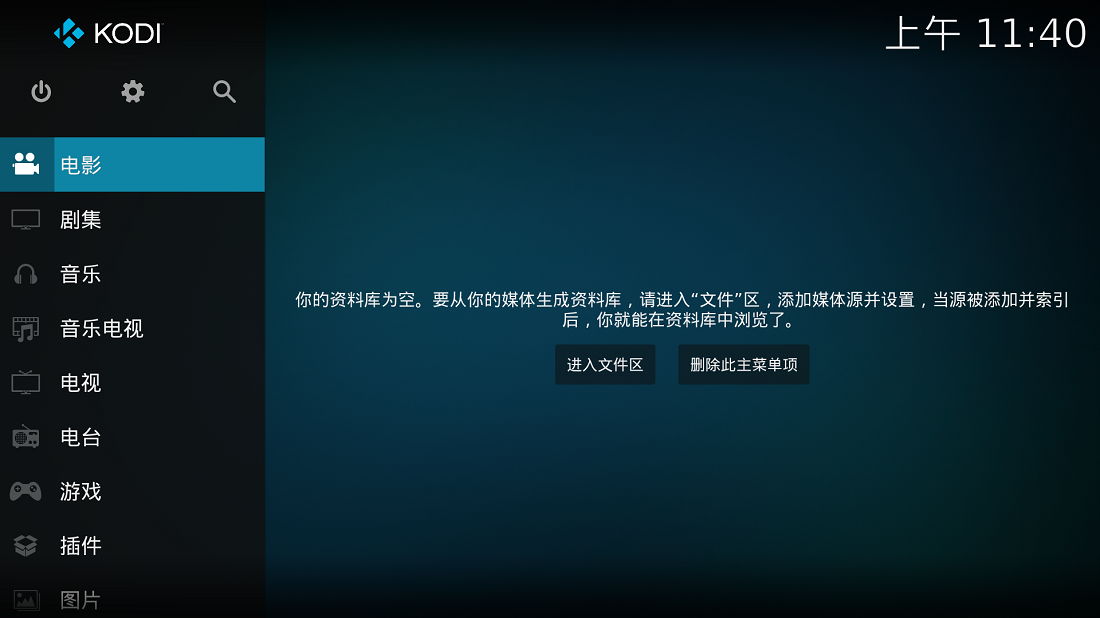 KODI
上午 11:40
电影
剧集
音乐
音乐电视
电视
电台
游戏
插件
图片
你的资料库为空。要从你的媒体生成资料库，请进入“文件”区，添加媒体源并设置，当源被添加并索引
后，你就能在资料库中浏览了。
进入文件区
删除此主菜单项